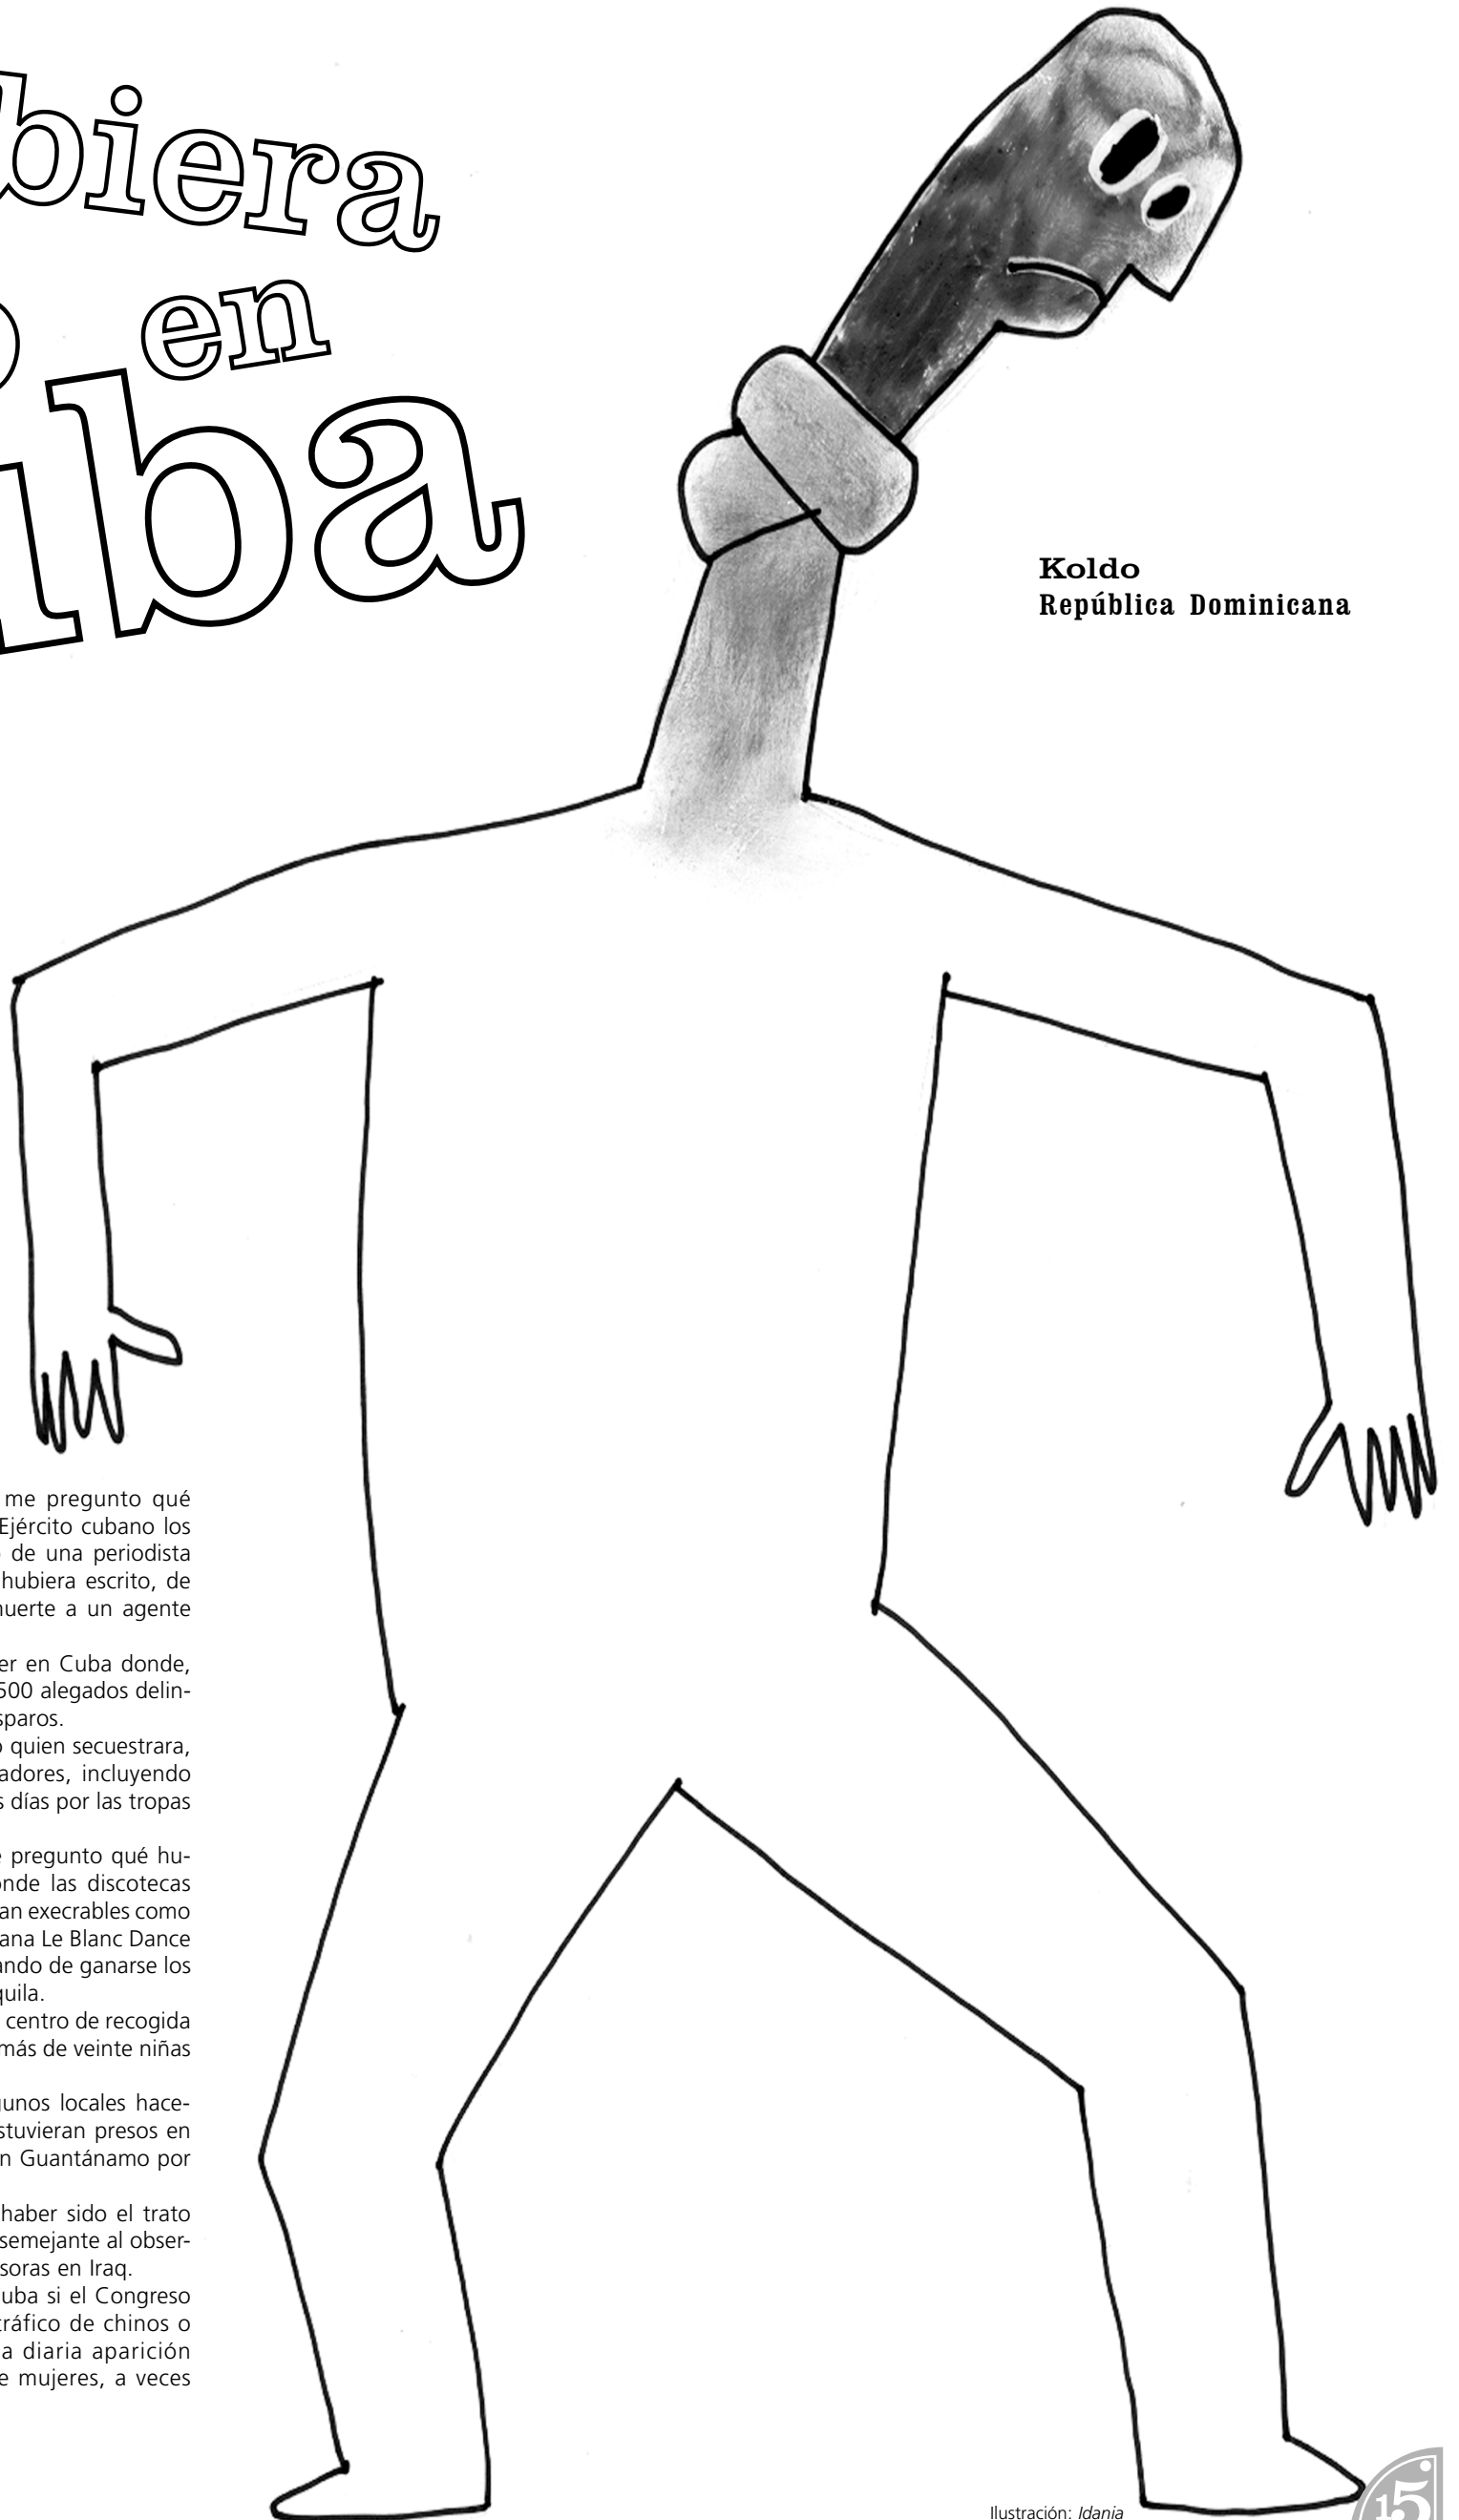 biera
en
uba
Koldo
República Dominicana
me pregunto qué
Ejército cubano los
de una periodista
hubiera escrito, de
muerte a un agente
er en Cuba donde,
500 alegados delin-
sparos.
o quien secuestrara,
adores, incluyendo
s días por las tropas
e pregunto qué hu-
onde las discotecas
an execrables como
ana Le Blanc Dance
ando de ganarse los
quila.
centro de recogida
más de veinte niñas
gunos locales hace-
stuvieran presos en
n Guantánamo por
haber sido el trato
semejante al obser-
soras en Iraq.
uba si el Congreso
tráfico de chinos o
a diaria aparición
e mujeres, a veces
Ilustración: Idania
15